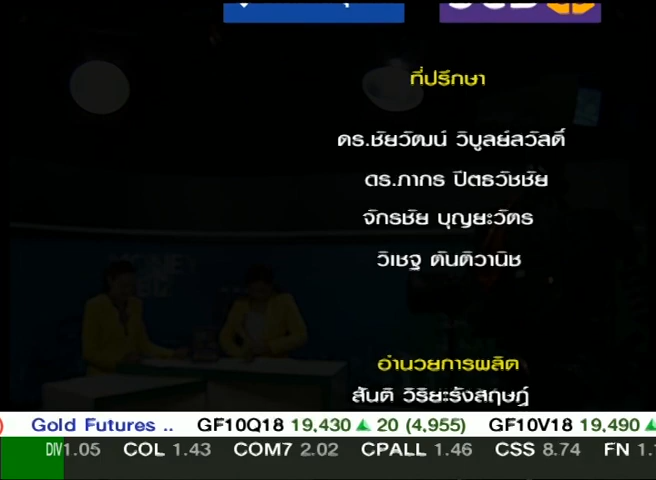 ที่ปรึกษา
ดร.ชัยวัฒน์ วิบูลย์สวัสดิ์
ดร.ภากร ปีตธวัชชัย
จักรชัย บุญยะวัตร
วิเชฐ ตันติวานิช
อำนวยการผลิต
สันติ วิริยะรังสฤษฎ์
Gold Futures .. GF10Q18 19,430 ▲ 20 (4,955) GF10V18 19,490 ▲
DIV1.05 COL 1.43 COM7 2.02 CPALL 1.46 CSS 8.74 FN